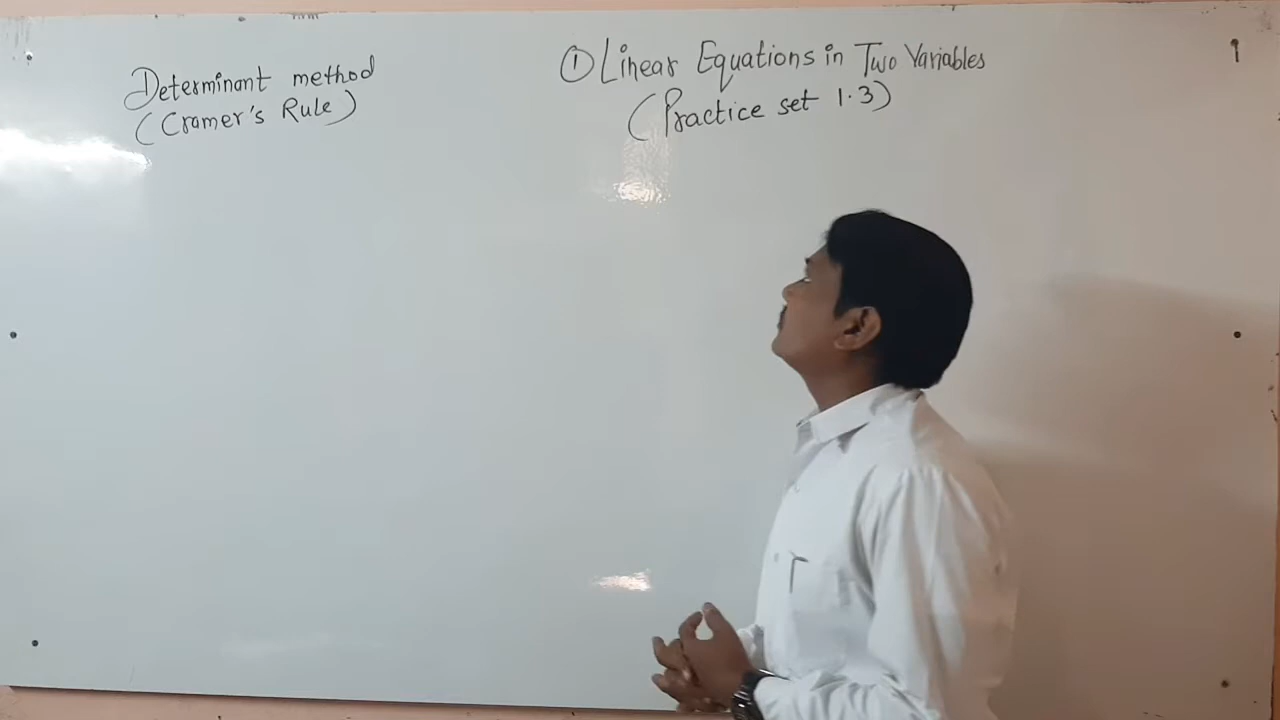 Determinant method
(Cramer's Rule)
① Linear Equations in Two Variables
(Practice set 1.3)